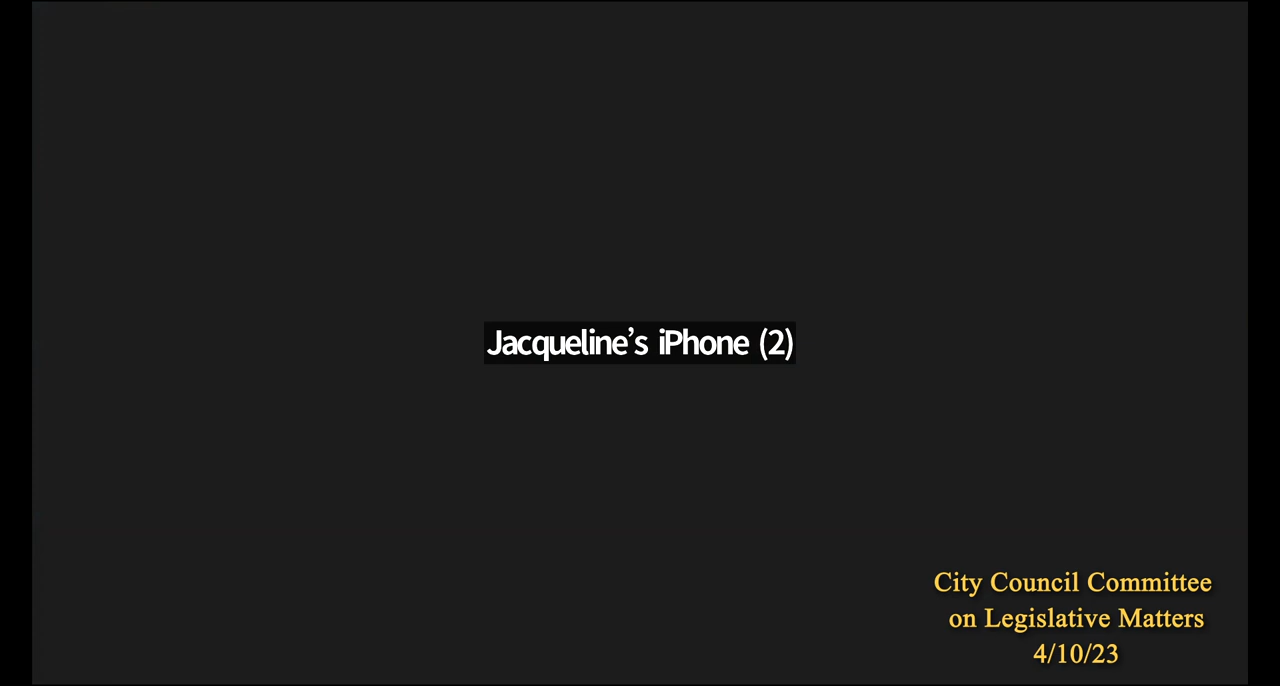 Jacqueline’s iPhone (2)
City Council Committee
on Legislative Matters
4/10/23